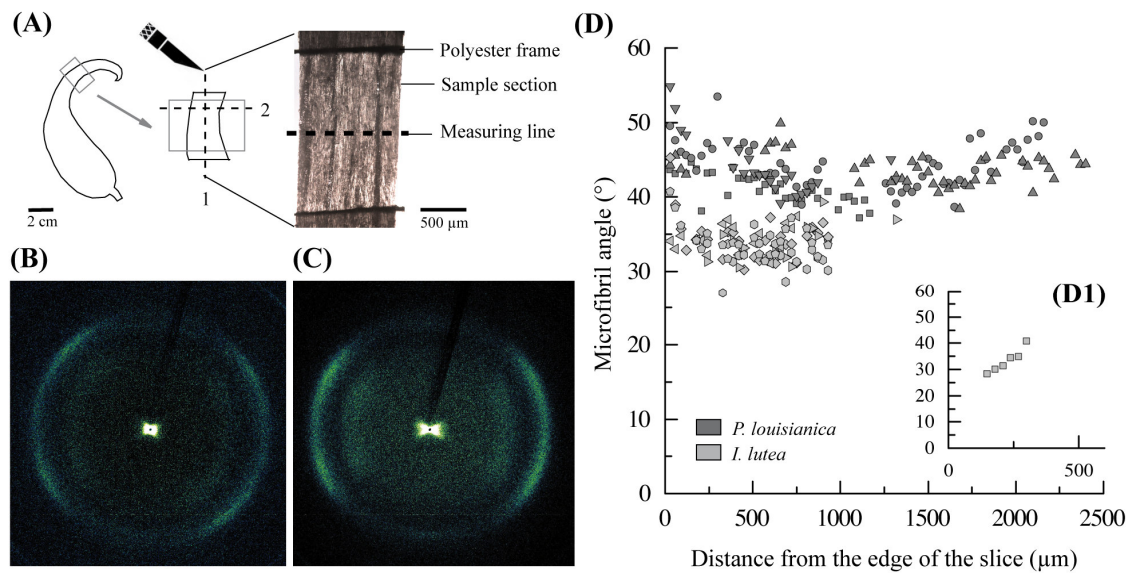 (A)
2 cm
2
1
Polyester frame
Sample section
Measuring line
500 µm
(B)
(C)
(D)
Microfibril angle (°)
60
50
40
30
20
10
0
0 500 1000 1500 2000 2500
Distance from the edge of the slice (µm)
P. louisianica
I. lutea
(D1)
60
50
40
30
25
10
0
0 500